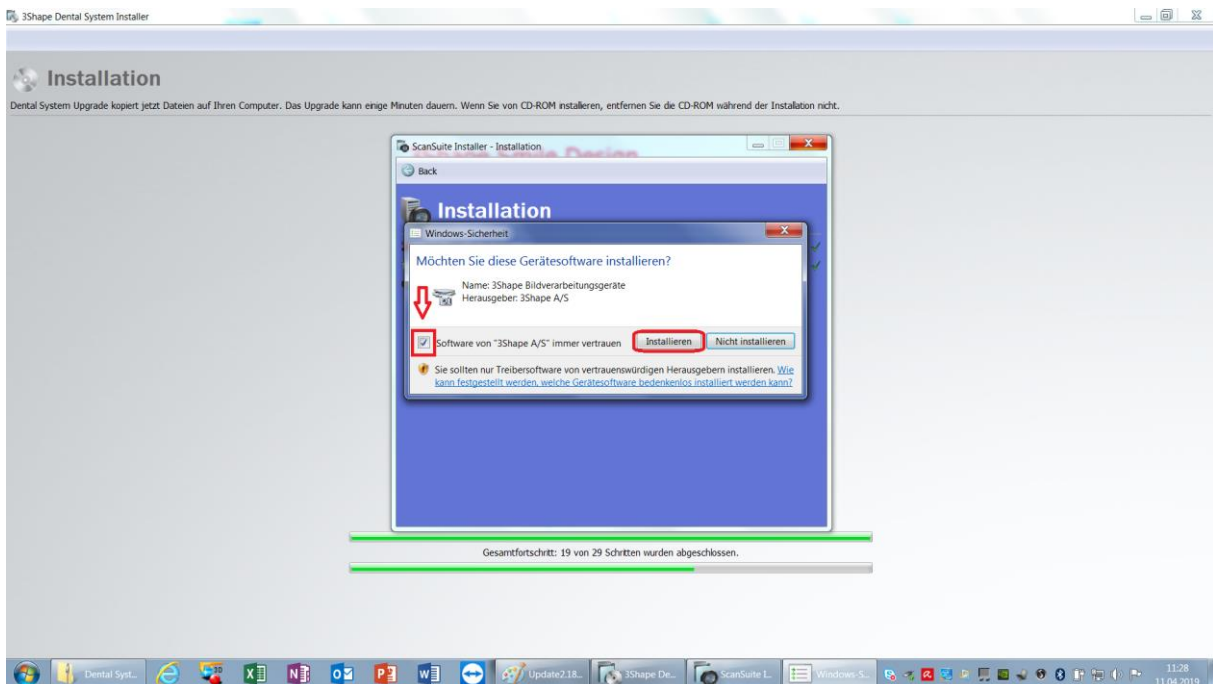 3Shape Dental System Installer
Installation
Dental System Upgrade kopiert jetzt Dateien auf Ihren Computer. Das Upgrade kann einige Minuten dauern. Wenn Sie von CD-ROM installieren, entfernen Sie die CD-ROM während der Installation nicht.
ScanSuite Installer - Installation
3Shape Smile Design
Back
Installation
Windows-Sicherheit
Möchten Sie diese Gerätesoftware installieren?
Name: 3Shape Bildverarbeitungsgeräte
Herausgeber: 3Shape A/S
Software von "3Shape A/S" immer vertrauen
Installieren
Nicht installieren
Sie sollten nur Treibersoftware von vertrauenswürdigen Herausgebern installieren. Wie
kann festgestellt werden, welche Gerätesoftware bedenkenlos installiert werden kann?
Gesamtfortschritt: 19 von 29 Schritten wurden abgeschlossen.
Dental Syst...
Update2.18...
3Shape De...
ScanSuite I...
Windows-S...
11:28
11.04.2019